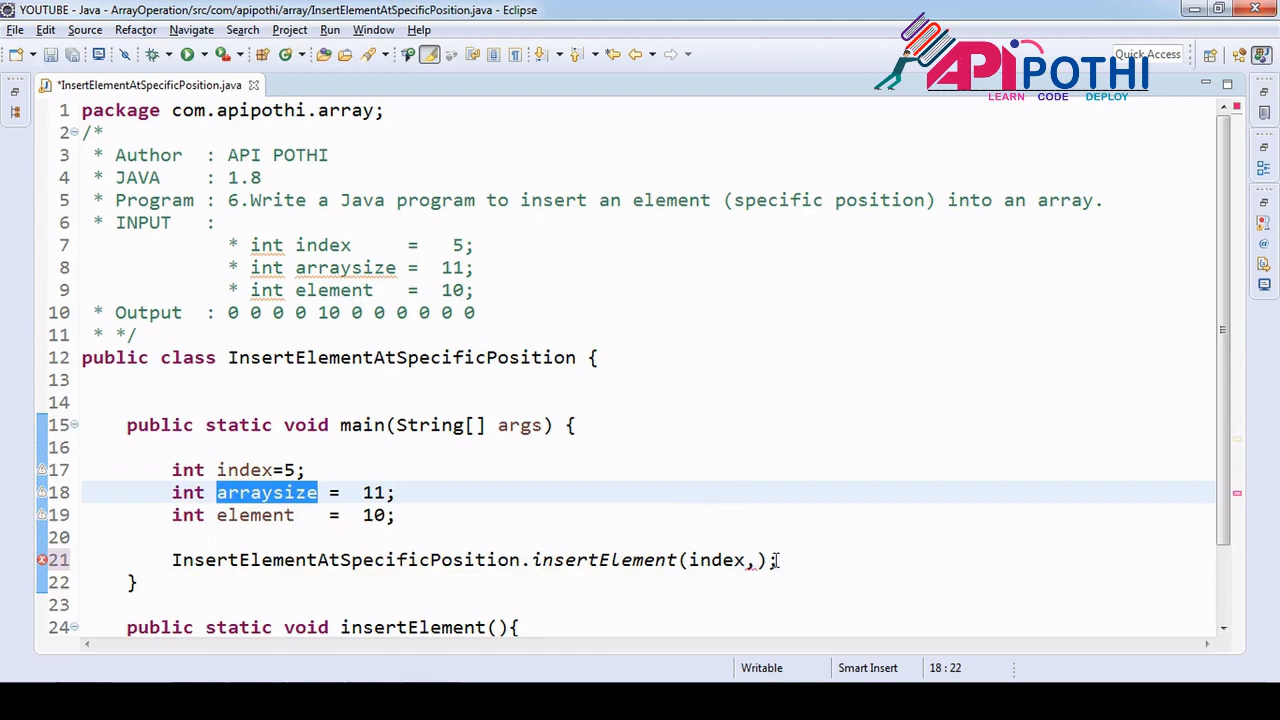 YOUTUBE - Java - ArrayOperation/src/com/apipothi/array/InsertElementAtSpecificPosition.java - Eclipse
File Edit Source Refactor Navigate Search Project Run Window Help
Quick Access
APi POTHI
LEARN CODE DEPLOY
*InsertElementAtSpecificPosition.java
1 package com.apipothi.array;
2 /*
3 * Author : API POTHI
4 * JAVA : 1.8
5 * Program : 6.Write a Java program to insert an element (specific position) into an array.
6 * INPUT :
7 * int index = 5;
8 * int arraysize = 11;
9 * int element = 10;
10 * Output : 0 0 0 0 10 0 0 0 0 0 0
11 * */
12 public class InsertElementAtSpecificPosition {
13
14
15 public static void main(String[] args) {
16
17 int index=5;
18 int arraysize = 11;
19 int element = 10;
20
21 InsertElementAtSpecificPosition.insertElement(index,);
22 }
23
24 public static void insertElement(){
Writable Smart Insert 18 : 22